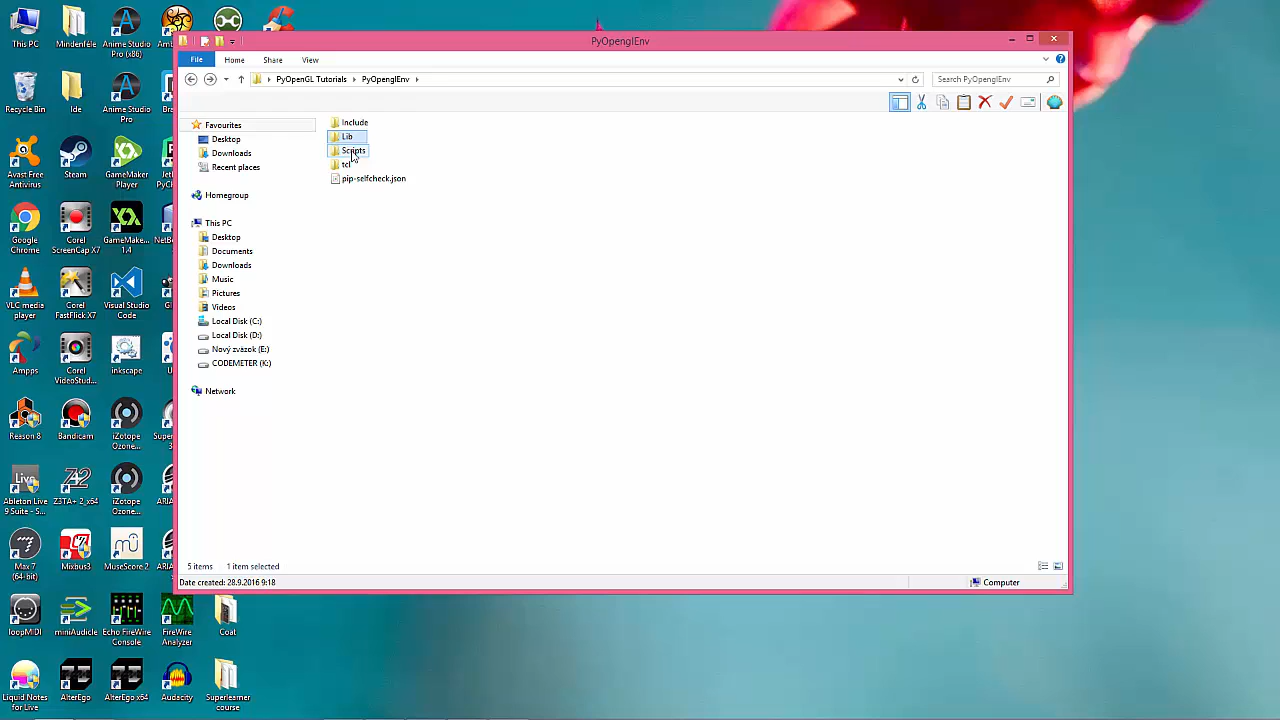 PyOpenglEnv
File
Home
Share
View
PyOpenGL Tutorials
PyOpenglEnv
Search PyOpenglEnv
Favourites
Desktop
Downloads
Recent places
Homegroup
This PC
Desktop
Documents
Downloads
Music
Pictures
Videos
Local Disk (C:)
Local Disk (D:)
Nový zväzok (E:)
CODEMETER (K:)
Network
Include
Lib
Scripts
tcl
pip-selfcheck.json
5 items
1 item selected
Date created: 28.9.2016 9:18
Computer
This PC
Mindenféle
Anime Studio
Pro (x86)
Recycle Bin
Ide
Anime Studio
Pro
Avast Free
Antivirus
Steam
GameMaker
Player
Google
Chrome
Corel
ScreenCap X7
GameMake...
1.4
VLC media
player
Corel
FastFlick X7
Visual Studio
Code
Ampps
Corel
VideoStud...
inkscape
Reason 8
Bandicam
iZotope
Ozone...
Live
Ableton Live
9 Suite - S...
Z3TA+ 2_x64
iZotope
Ozone...
Max 7
(64-bit)
Mixbus3
MuseScore 2
loopMIDI
miniAudicle
Echo FireWire
Console
FireWire
Analyzer
Coat
Liquid Notes
for Live
AlterEgo
AlterEgo x64
Audacity
Superlearner
course